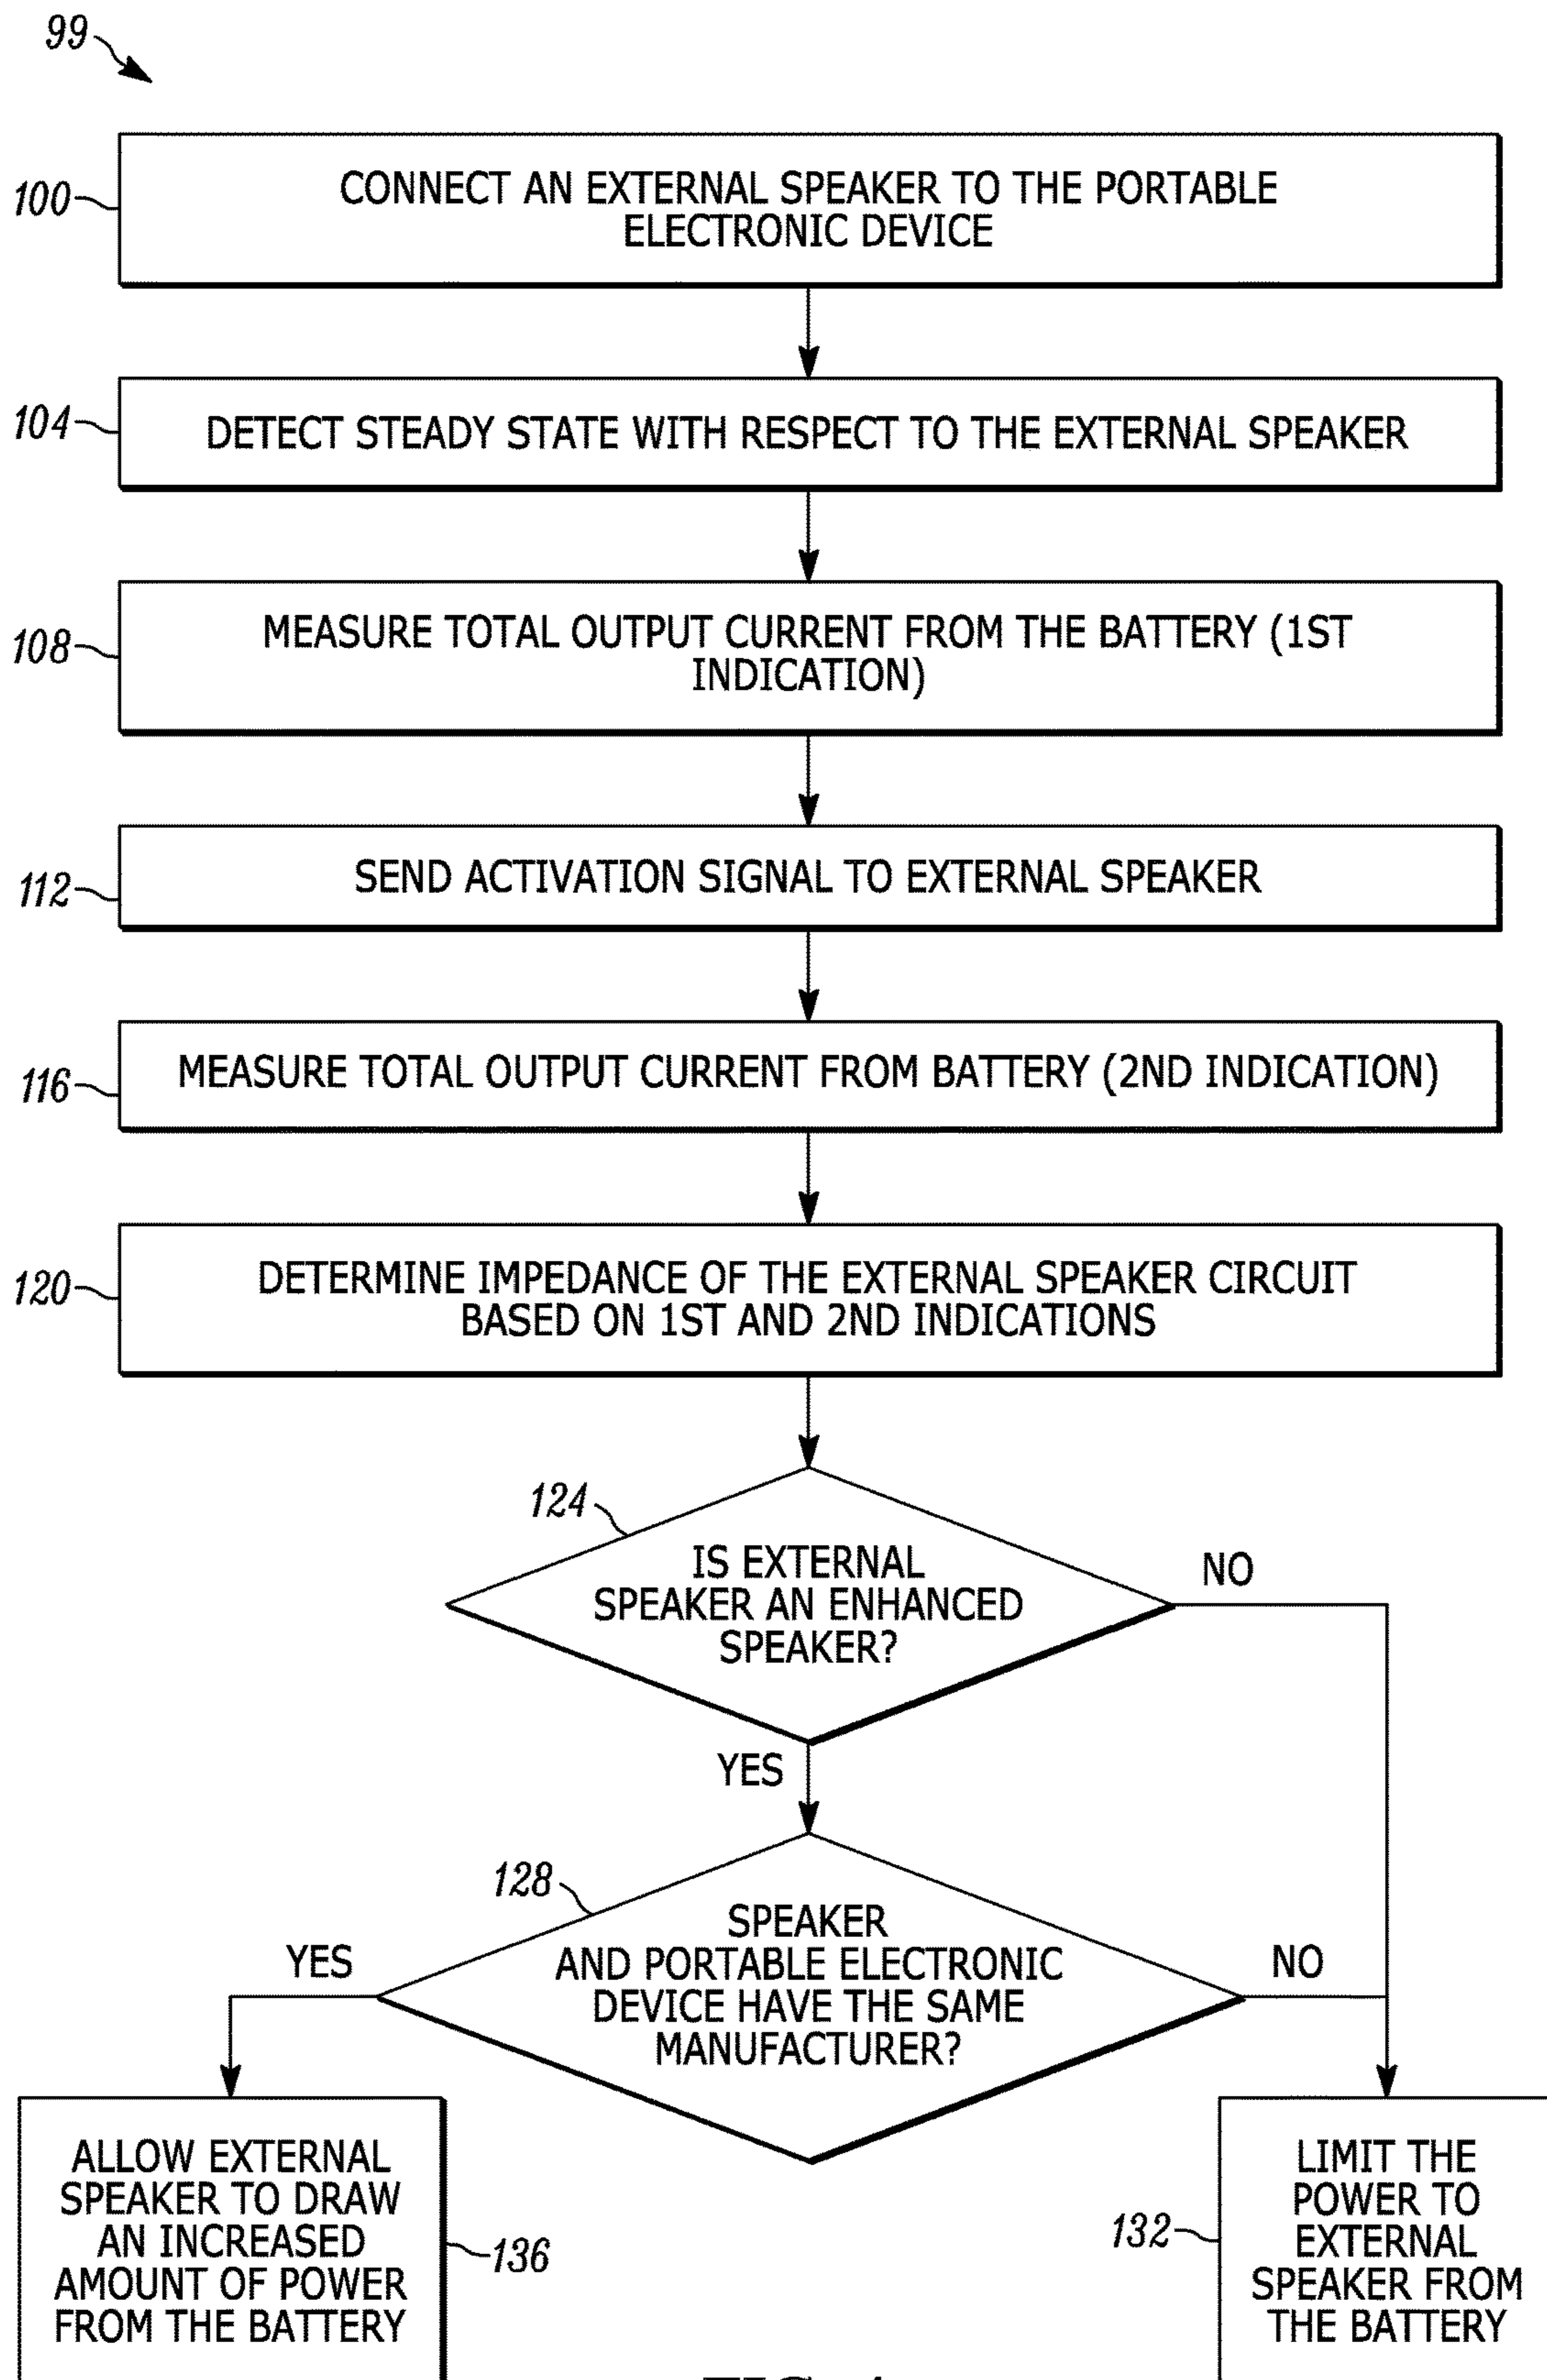 99
100
CONNECT AN EXTERNAL SPEAKER TO THE PORTABLE
ELECTRONIC DEVICE
104
DETECT STEADY STATE WITH RESPECT TO THE EXTERNAL SPEAKER
108
MEASURE TOTAL OUTPUT CURRENT FROM THE BATTERY (1ST
INDICATION)
112
SEND ACTIVATION SIGNAL TO EXTERNAL SPEAKER
116
MEASURE TOTAL OUTPUT CURRENT FROM BATTERY (2ND INDICATION)
120
DETERMINE IMPEDANCE OF THE EXTERNAL SPEAKER CIRCUIT
BASED ON 1ST AND 2ND INDICATIONS
124
IS EXTERNAL
SPEAKER AN ENHANCED
SPEAKER?
NO
YES
128
SPEAKER
AND PORTABLE ELECTRONIC
DEVICE HAVE THE SAME
MANUFACTURER?
YES
NO
ALLOW EXTERNAL
SPEAKER TO DRAW
AN INCREASED
AMOUNT OF POWER
FROM THE BATTERY
136
132
LIMIT THE
POWER TO
EXTERNAL
SPEAKER FROM
THE BATTERY